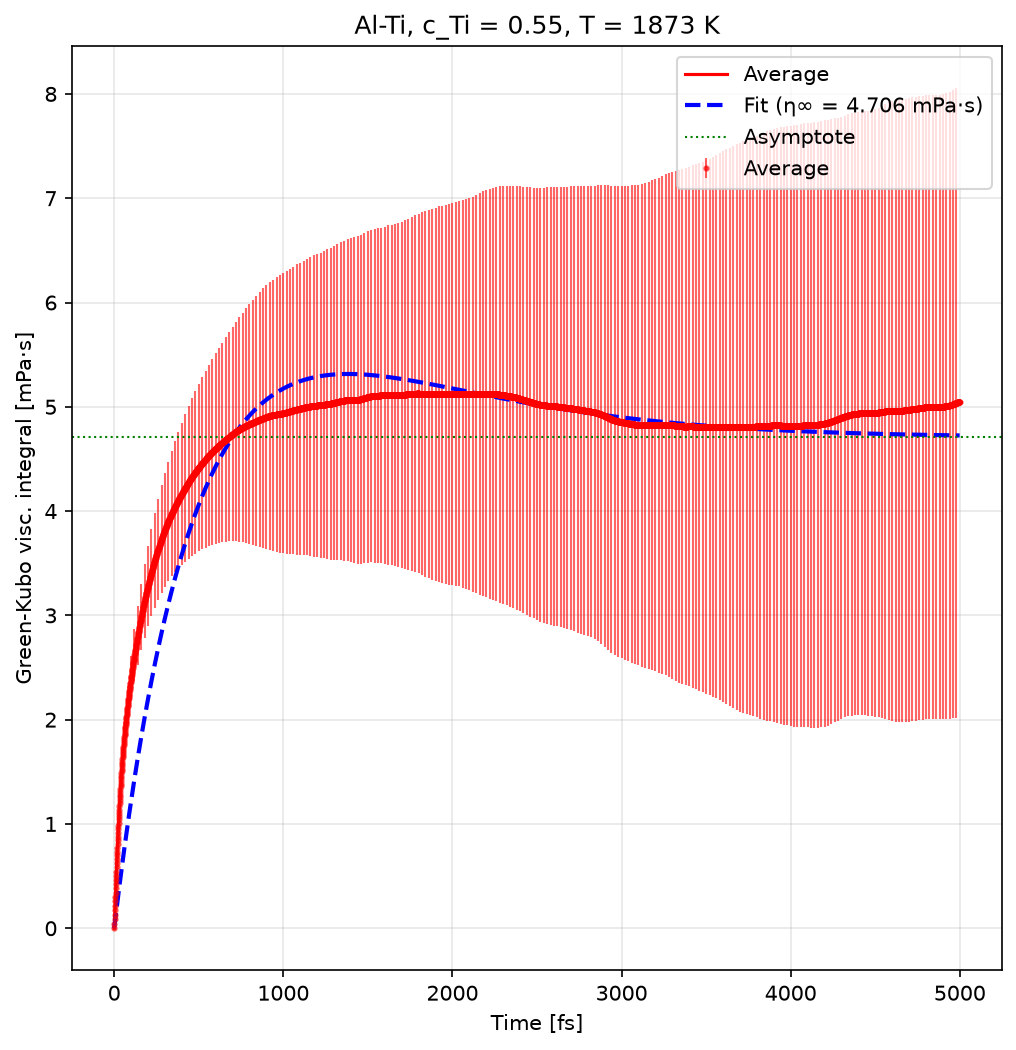 Al-Ti, c_Ti = 0.55, T = 1873 K
Average
Fit (η∞ = 4.706 mPa·s)
Asymptote
Average
8
7
6
5
4
3
2
1
0
Green-Kubo visc. integral [mPa·s]
0 1000 2000 3000 4000 5000
Time [fs]